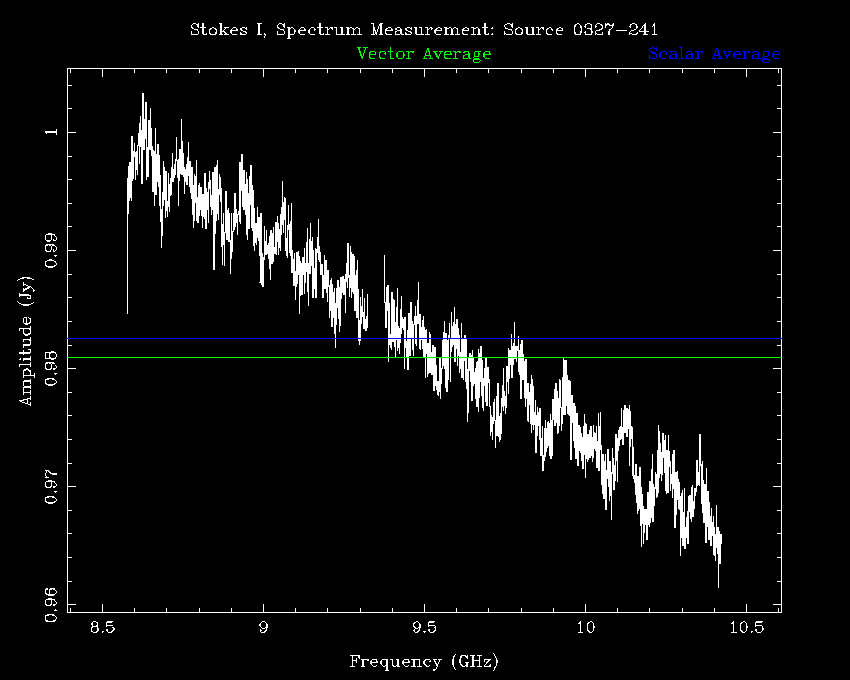 Stokes I, Spectrum Measurement: Source 0327-241
Vector Average Scalar Average
1
0.99
0.98
0.97
0.96
Amplitude (Jy)
8.5 9 9.5 10 10.5
Frequency (GHz)